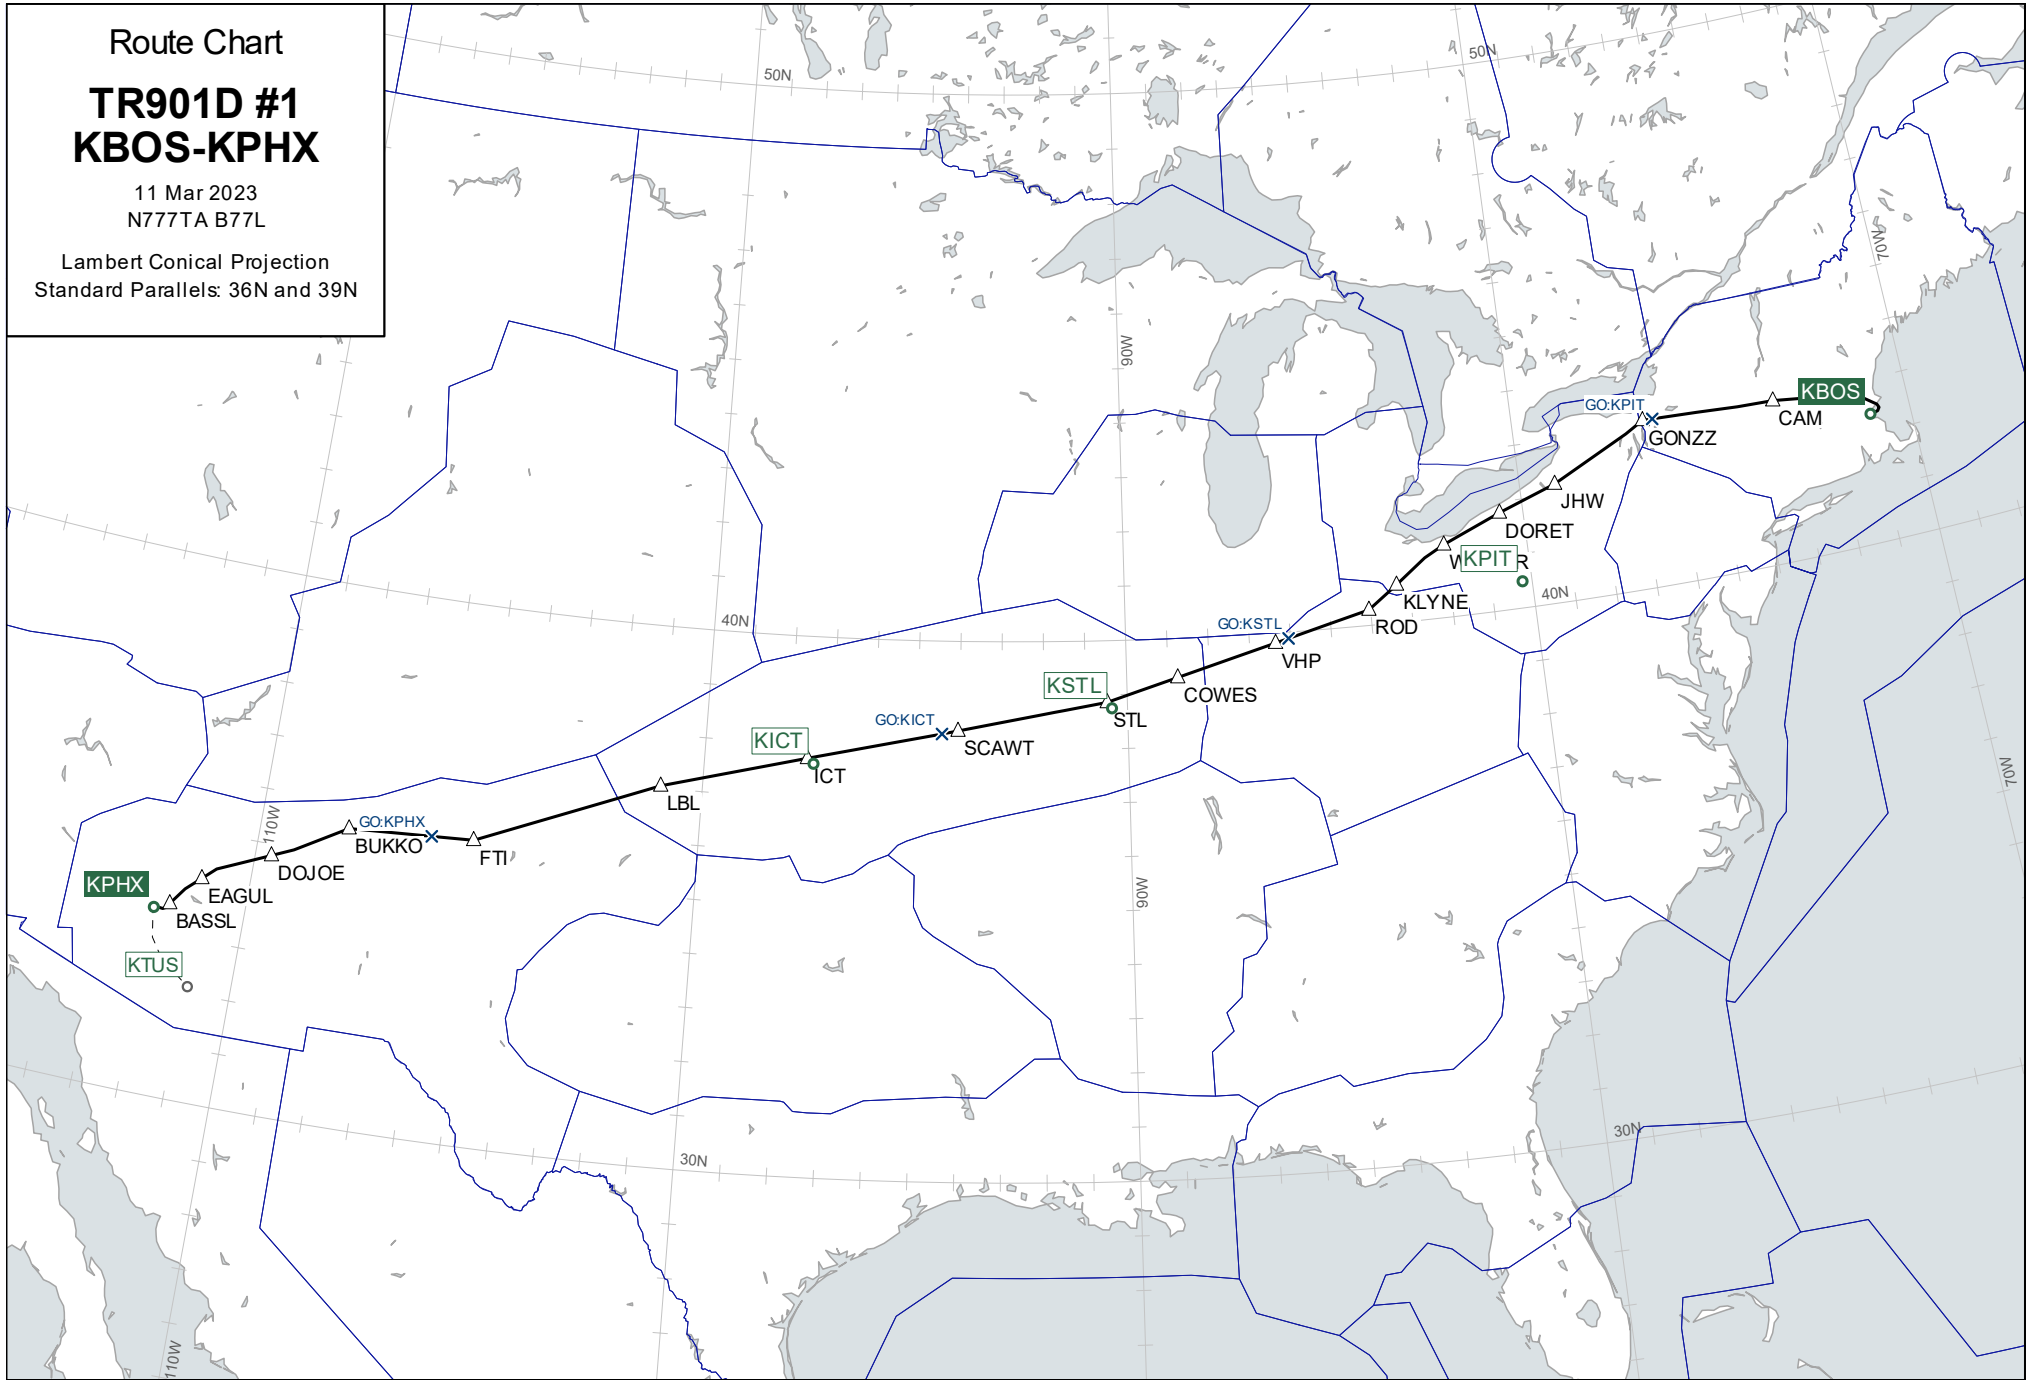 Route Chart
TR901D #1
KBOS-KPHX
11 Mar 2023
N777TA B77L
Lambert Conical Projection
Standard Parallels: 36N and 39N
50N
50N
70W
90W
KBOS
GO:KPIT
CAM
GONZZ
JHW
DORET
KPIT
40N
KLYNE
ROD
40N
GO:KSTL
VHP
COWES
KSTL
STL
GO:KICT
SCAWT
KICT
ICT
LBL
70W
110W
GO:KPHX
BUKKO
FTI
DOJOE
KPHX
EAGUL
BASSL
90W
KTUS
30N
30N
110W